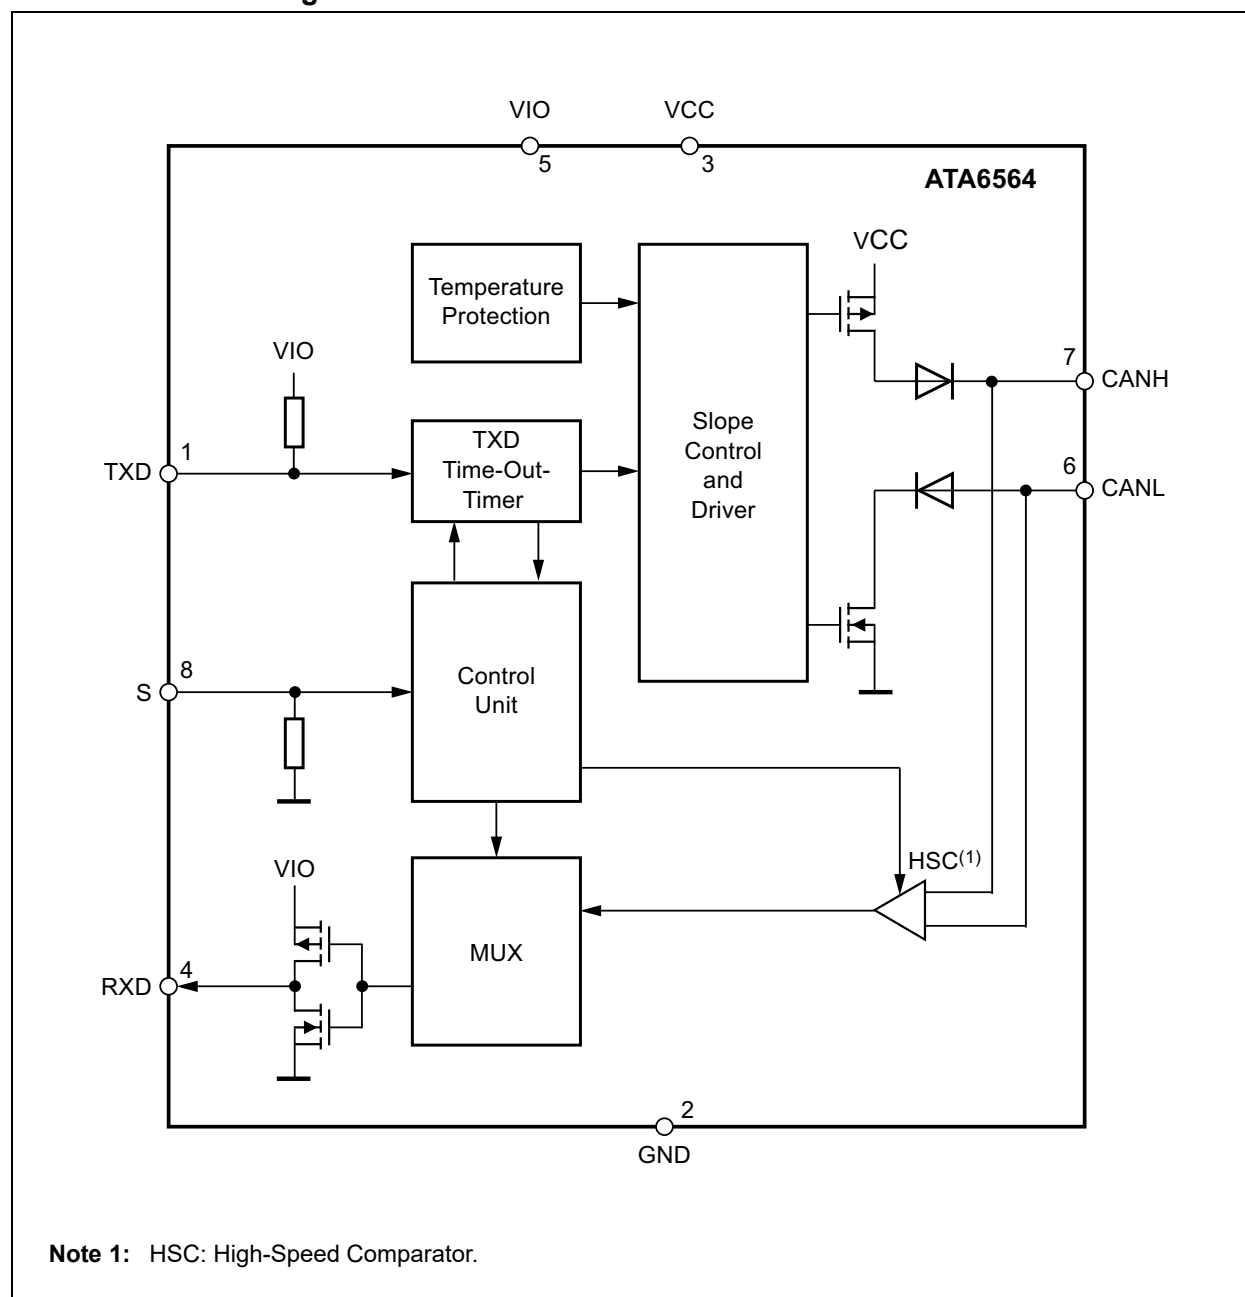 VIO
VCC
5
3
ATA6564
VCC
Temperature
Protection
VIO
7
CANH
TXD
1
TXD
Time-Out-
Timer
Slope
Control
and
Driver
6
CANL
S
8
Control
Unit
HSC(1)
VIO
MUX
RXD
4
2
GND
Note 1: HSC: High-Speed Comparator.